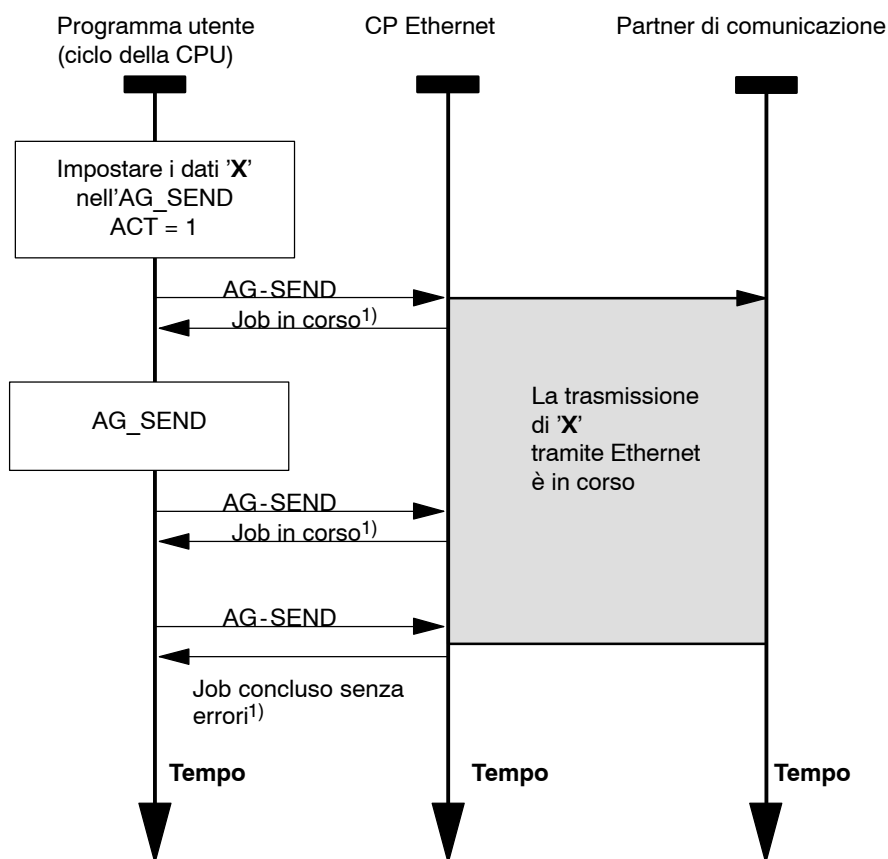 Programma utente
(ciclo della CPU)
CP Ethernet
Partner di comunicazione
Impostare i dati ’X’
nell’AG_SEND
ACT = 1
AG-SEND
Job in corso1)
AG_SEND
La trasmissione
di ’X’
tramite Ethernet
è in corso
AG-SEND
Job in corso1)
AG-SEND
Job concluso senza
errori1)
Tempo
Tempo
Tempo